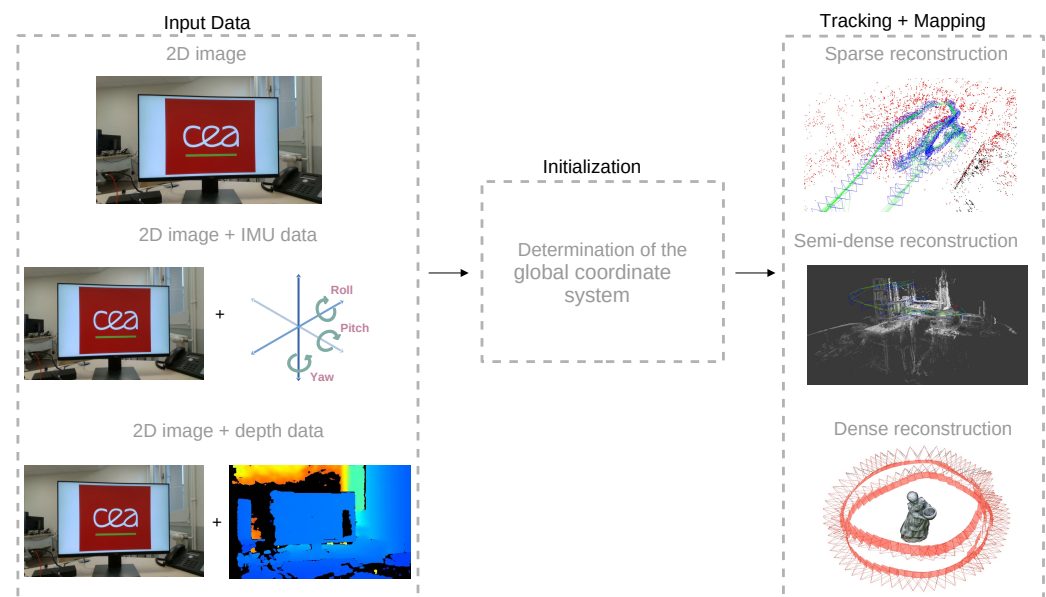 Input Data
2D image
cea
2D image + IMU data
cea
+
Roll
Pitch
Yaw
2D image + depth data
cea
+
Initialization
Determination of the
global coordinate
system
Tracking + Mapping
Sparse reconstruction
Semi-dense reconstruction
Dense reconstruction